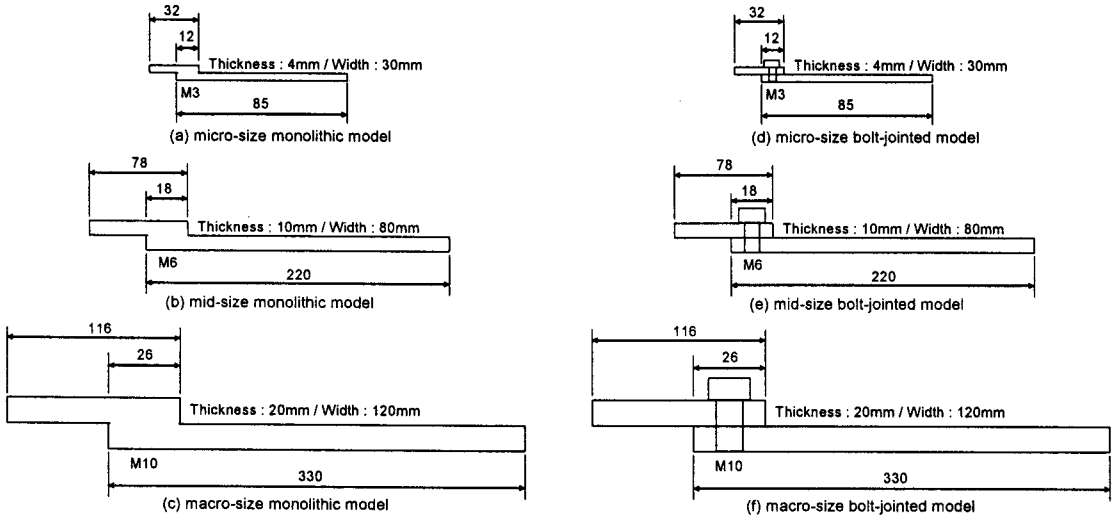 32
12
Thickness : 4mm / Width : 30mm
M3
85
(a) micro-size monolithic model
78
18
Thickness : 10mm / Width : 80mm
M6
220
(b) mid-size monolithic model
116
26
Thickness : 20mm / Width : 120mm
M10
330
(c) macro-size monolithic model
32
12
Thickness : 4mm / Width : 30mm
M3
85
(d) micro-size bolt-jointed model
78
18
Thickness : 10mm / Width : 80mm
M6
220
(e) mid-size bolt-jointed model
116
26
Thickness : 20mm / Width : 120mm
M10
330
(f) macro-size bolt-jointed model